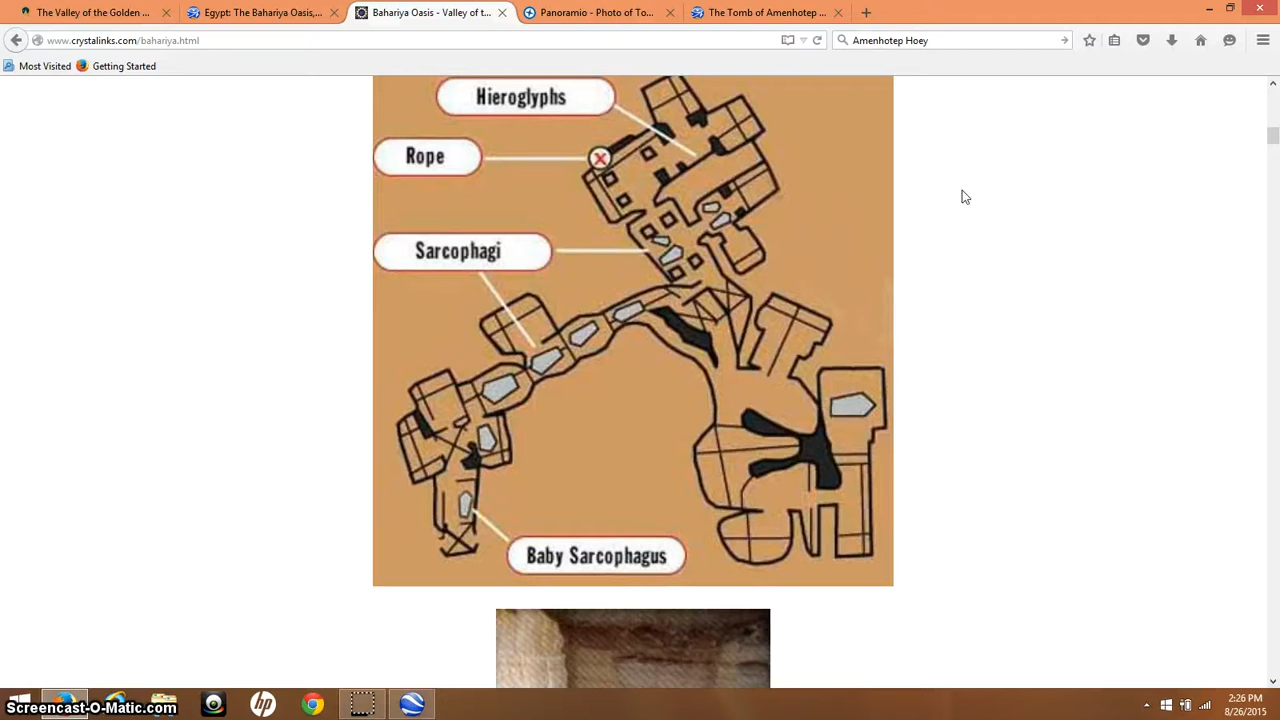 The Valley of the Golden ...
Egypt: The Bahariya Oasis, ...
Bahariya Oasis - Valley of t...
Panoramio - Photo of To...
The Tomb of Amenhotep ...
www.crystalinks.com/bahariya.html
Amenhotep Hoey
Most Visited
Getting Started
Hieroglyphs
Rope
X
Sarcophagi
Baby Sarcophagus
Screencast-O-Matic.com
hp
2:26 PM
8/26/2015